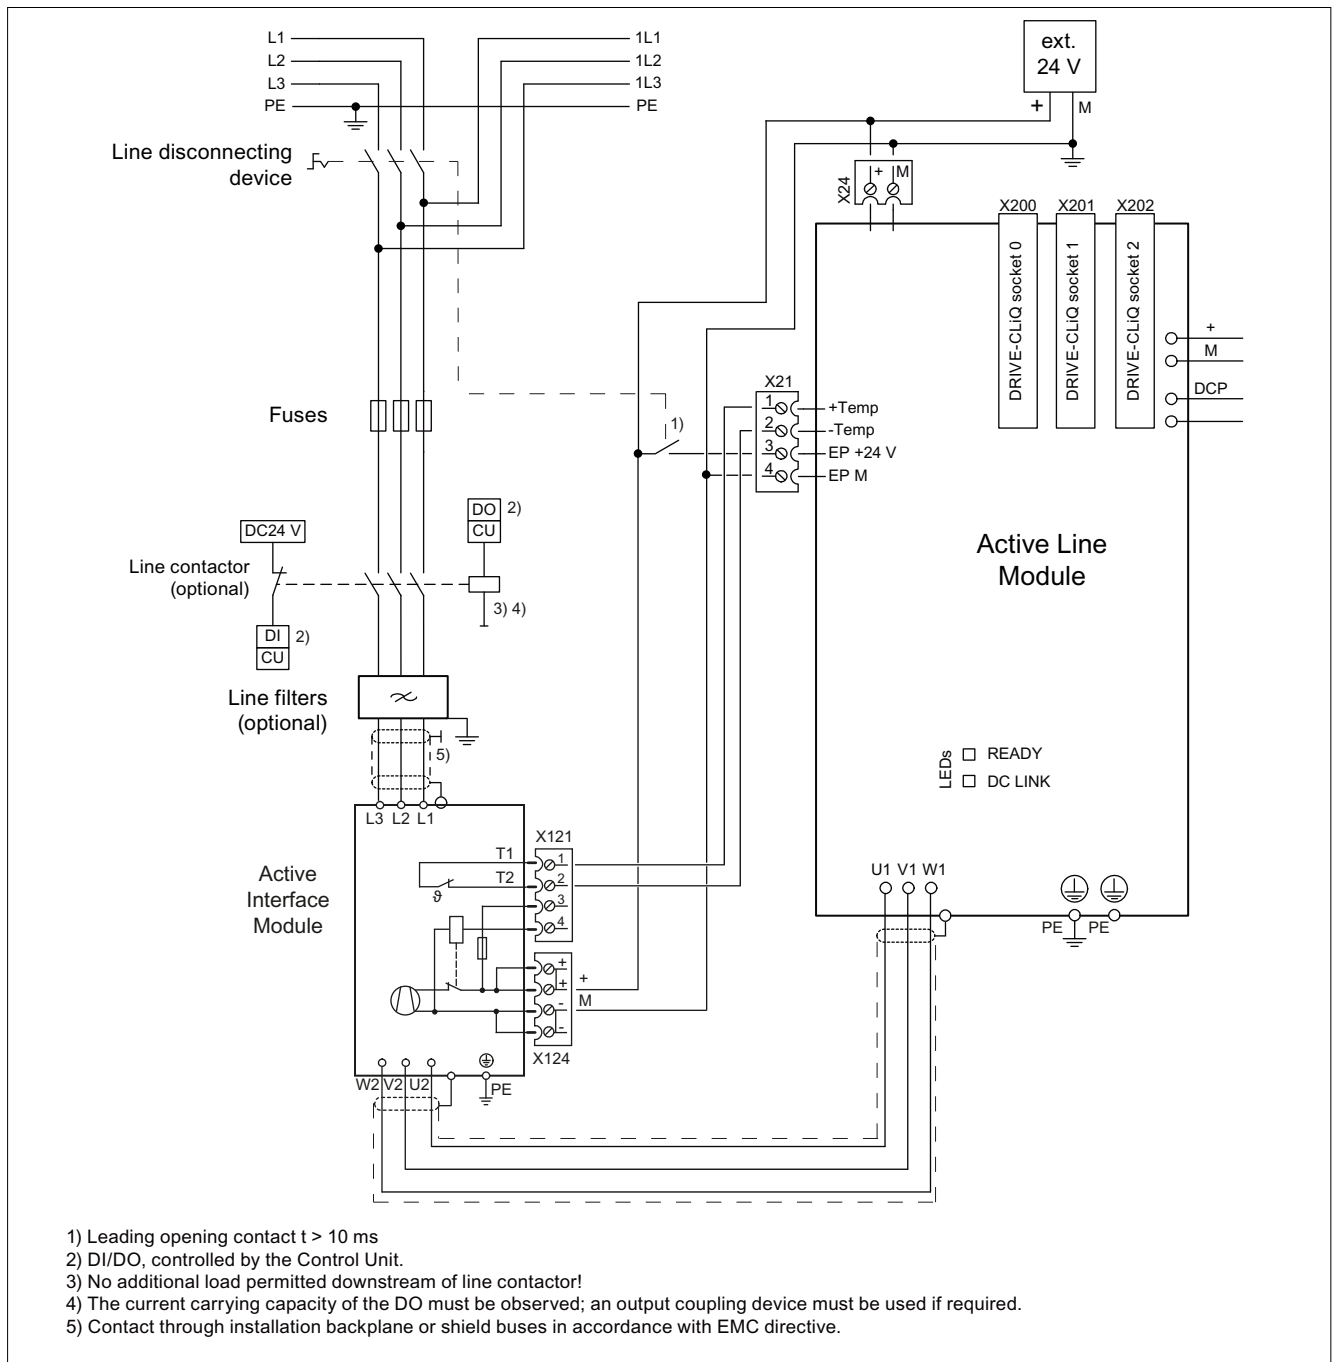 L1
L2
L3
PE
1L1
1L2
1L3
PE
ext.
24 V
+
M
Line disconnecting
device
X24
+ M
X200
X201
X202
DRIVE-CLiQ socket 0
DRIVE-CLiQ socket 1
DRIVE-CLiQ socket 2
+
M
DCP
X21
1
2
3
4
+Temp
-Temp
EP +24 V
EP M
1)
Fuses
DO
CU
2)
DC24 V
Line contactor
(optional)
3) 4)
DI
CU
2)
Active Line
Module
Line filters
(optional)
5)
LEDs
READY
DC LINK
L3 L2 L1
Active
Interface
Module
T1
T2
ϑ
X121
1
2
3
4
+
+
-
-
+
M
X124
W2 V2 U2
PE
U1 V1 W1
PE
PE
1) Leading opening contact t > 10 ms
2) DI/DO, controlled by the Control Unit.
3) No additional load permitted downstream of line contactor!
4) The current carrying capacity of the DO must be observed; an output coupling device must be used if required.
5) Contact through installation backplane or shield buses in accordance with EMC directive.